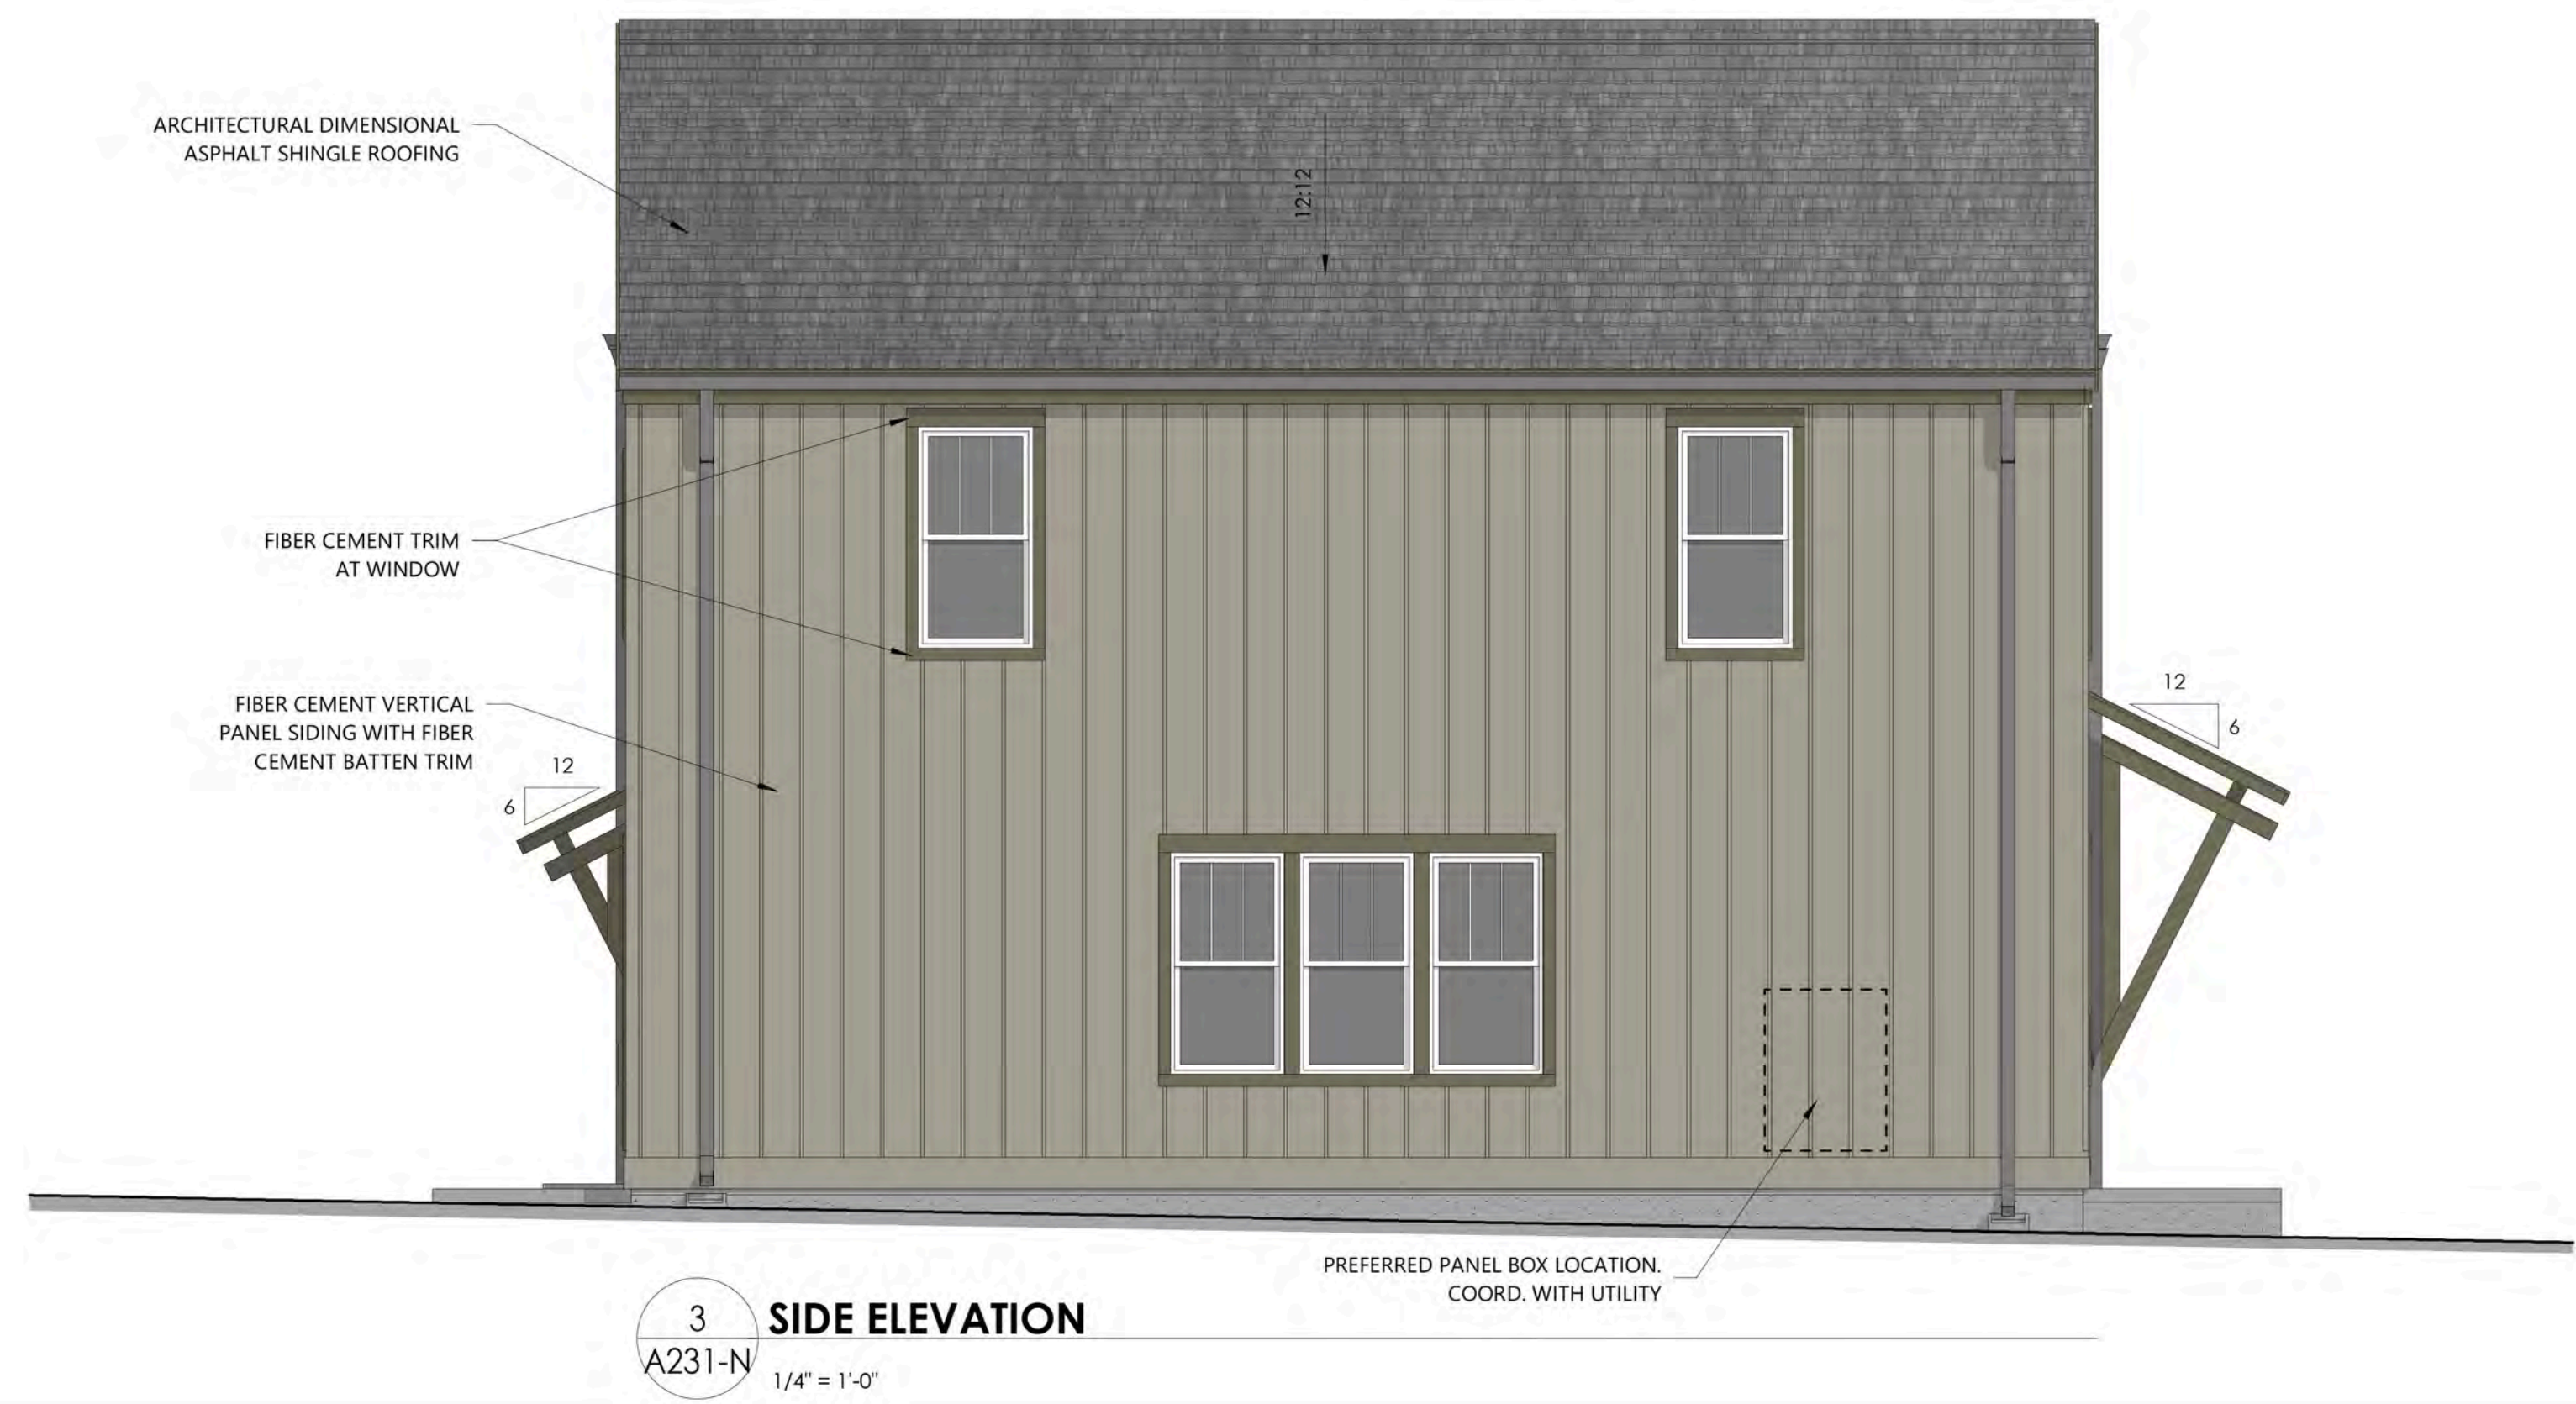 ARCHITECTURAL DIMENSIONAL
ASPHALT SHINGLE ROOFING
12:12
FIBER CEMENT TRIM
AT WINDOW
FIBER CEMENT VERTICAL
PANEL SIDING WITH FIBER
CEMENT BATTEN TRIM
12
6
12
6
PREFERRED PANEL BOX LOCATION.
COORD. WITH UTILITY
3
A231-N
SIDE ELEVATION
1/4" = 1'-0"